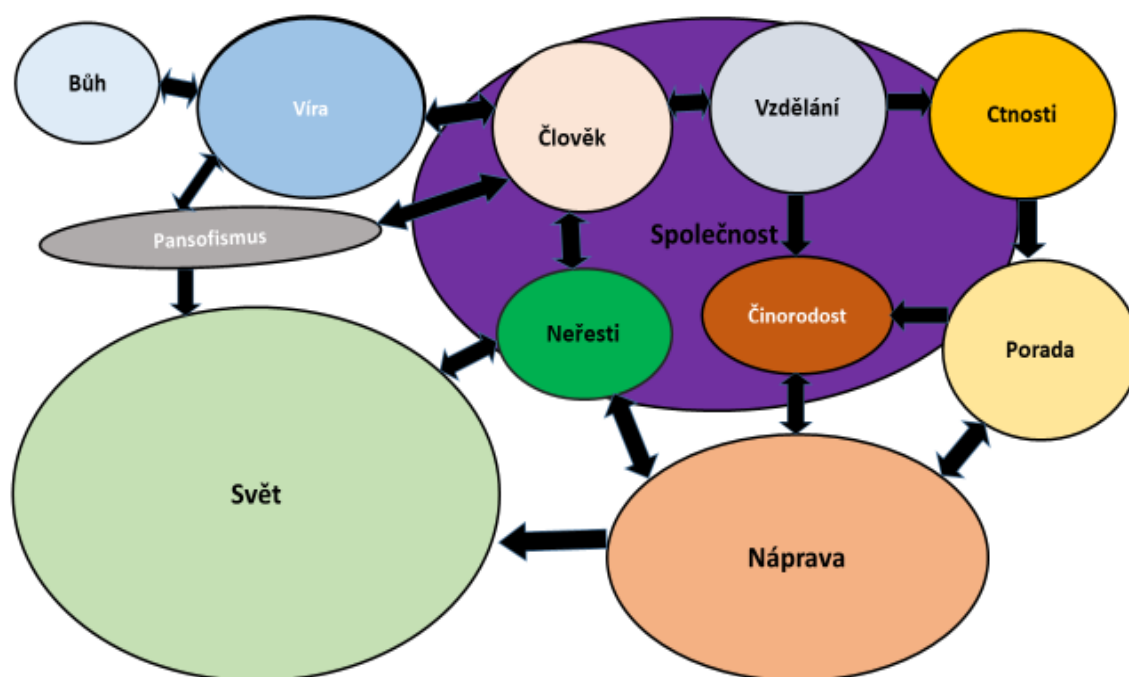 Bůh
Víra
Člověk
Vzdělání
Ctnosti
Pansofismus
Společnost
Neřesti
Činorodost
Porada
Svět
Náprava